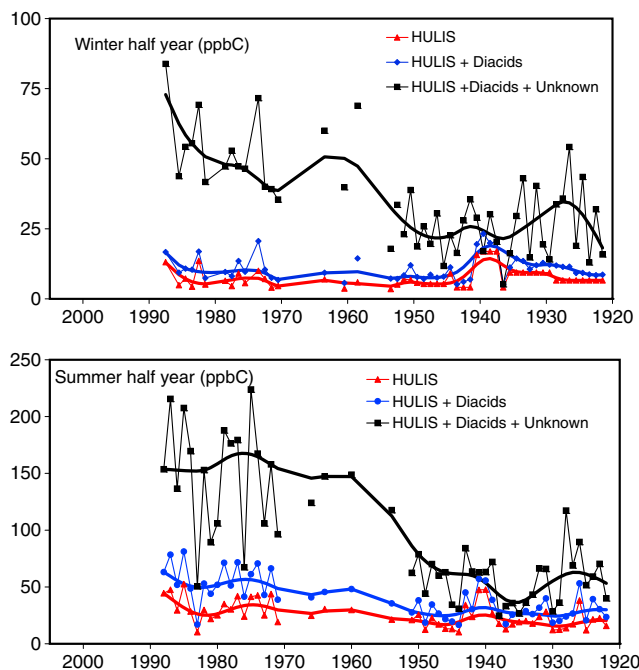 100
Winter half year (ppbC)
HULIS
HULIS + Diacids
75
HULIS +Diacids + Unknown
50
25
0
2000 1990 1980 1970 1960 1950 1940 1930 1920
250
Summer half year (ppbC)
HULIS
HULIS + Diacids
200
HULIS + Diacids + Unknown
150
100
50
0
2000 1990 1980 1970 1960 1950 1940 1930 1920